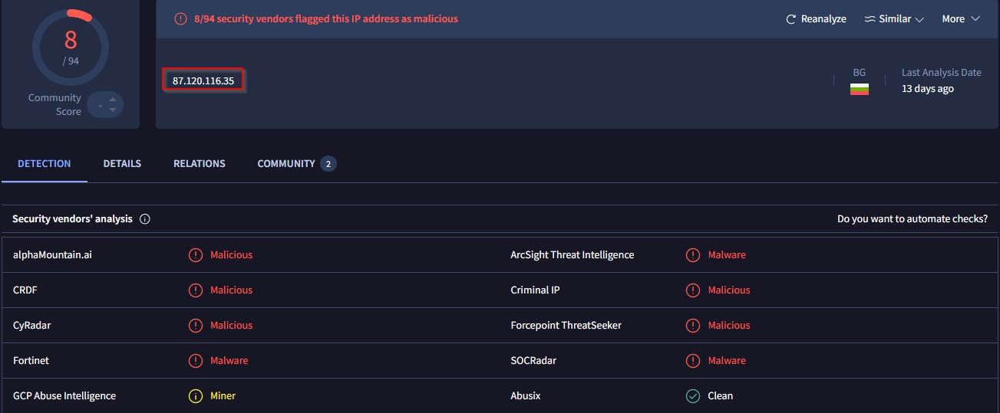 8
/ 94
Community
Score
8/94 security vendors flagged this IP address as malicious
Reanalyze
Similar
More
87.120.116.35
BG
Last Analysis Date
13 days ago
DETECTION
DETAILS
RELATIONS
COMMUNITY 2
Security vendors' analysis
Do you want to automate checks?
alphaMountain.ai Malicious ArcSight Threat Intelligence Malware
CRDF Malicious Criminal IP Malicious
CyRadar Malicious Forcepoint ThreatSeeker Malicious
Fortinet Malware SOCRadar Malware
GCP Abuse Intelligence Miner Abusix Clean